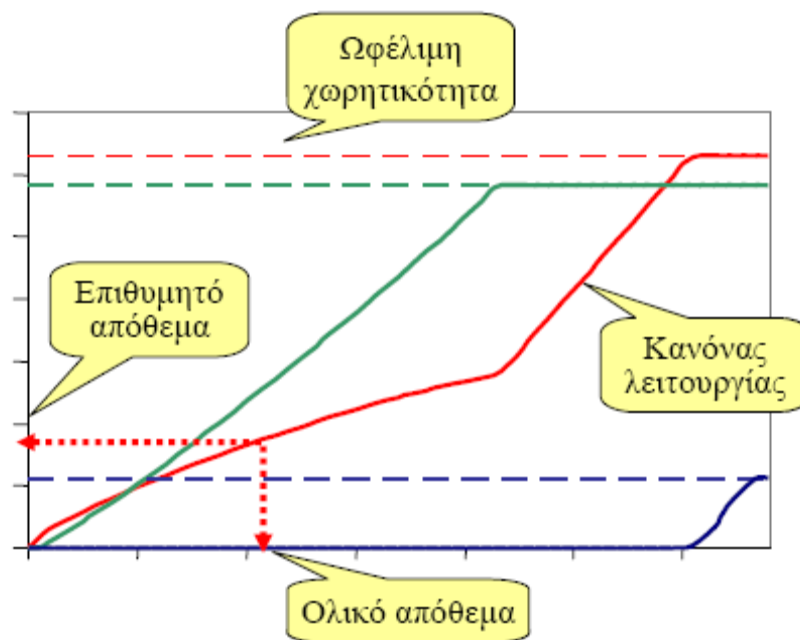 Ωφέλιμη
χωρητικότητα
Επιθυμητό
απόθεμα
Κανόνας
λειτουργίας
Ολικό απόθεμα